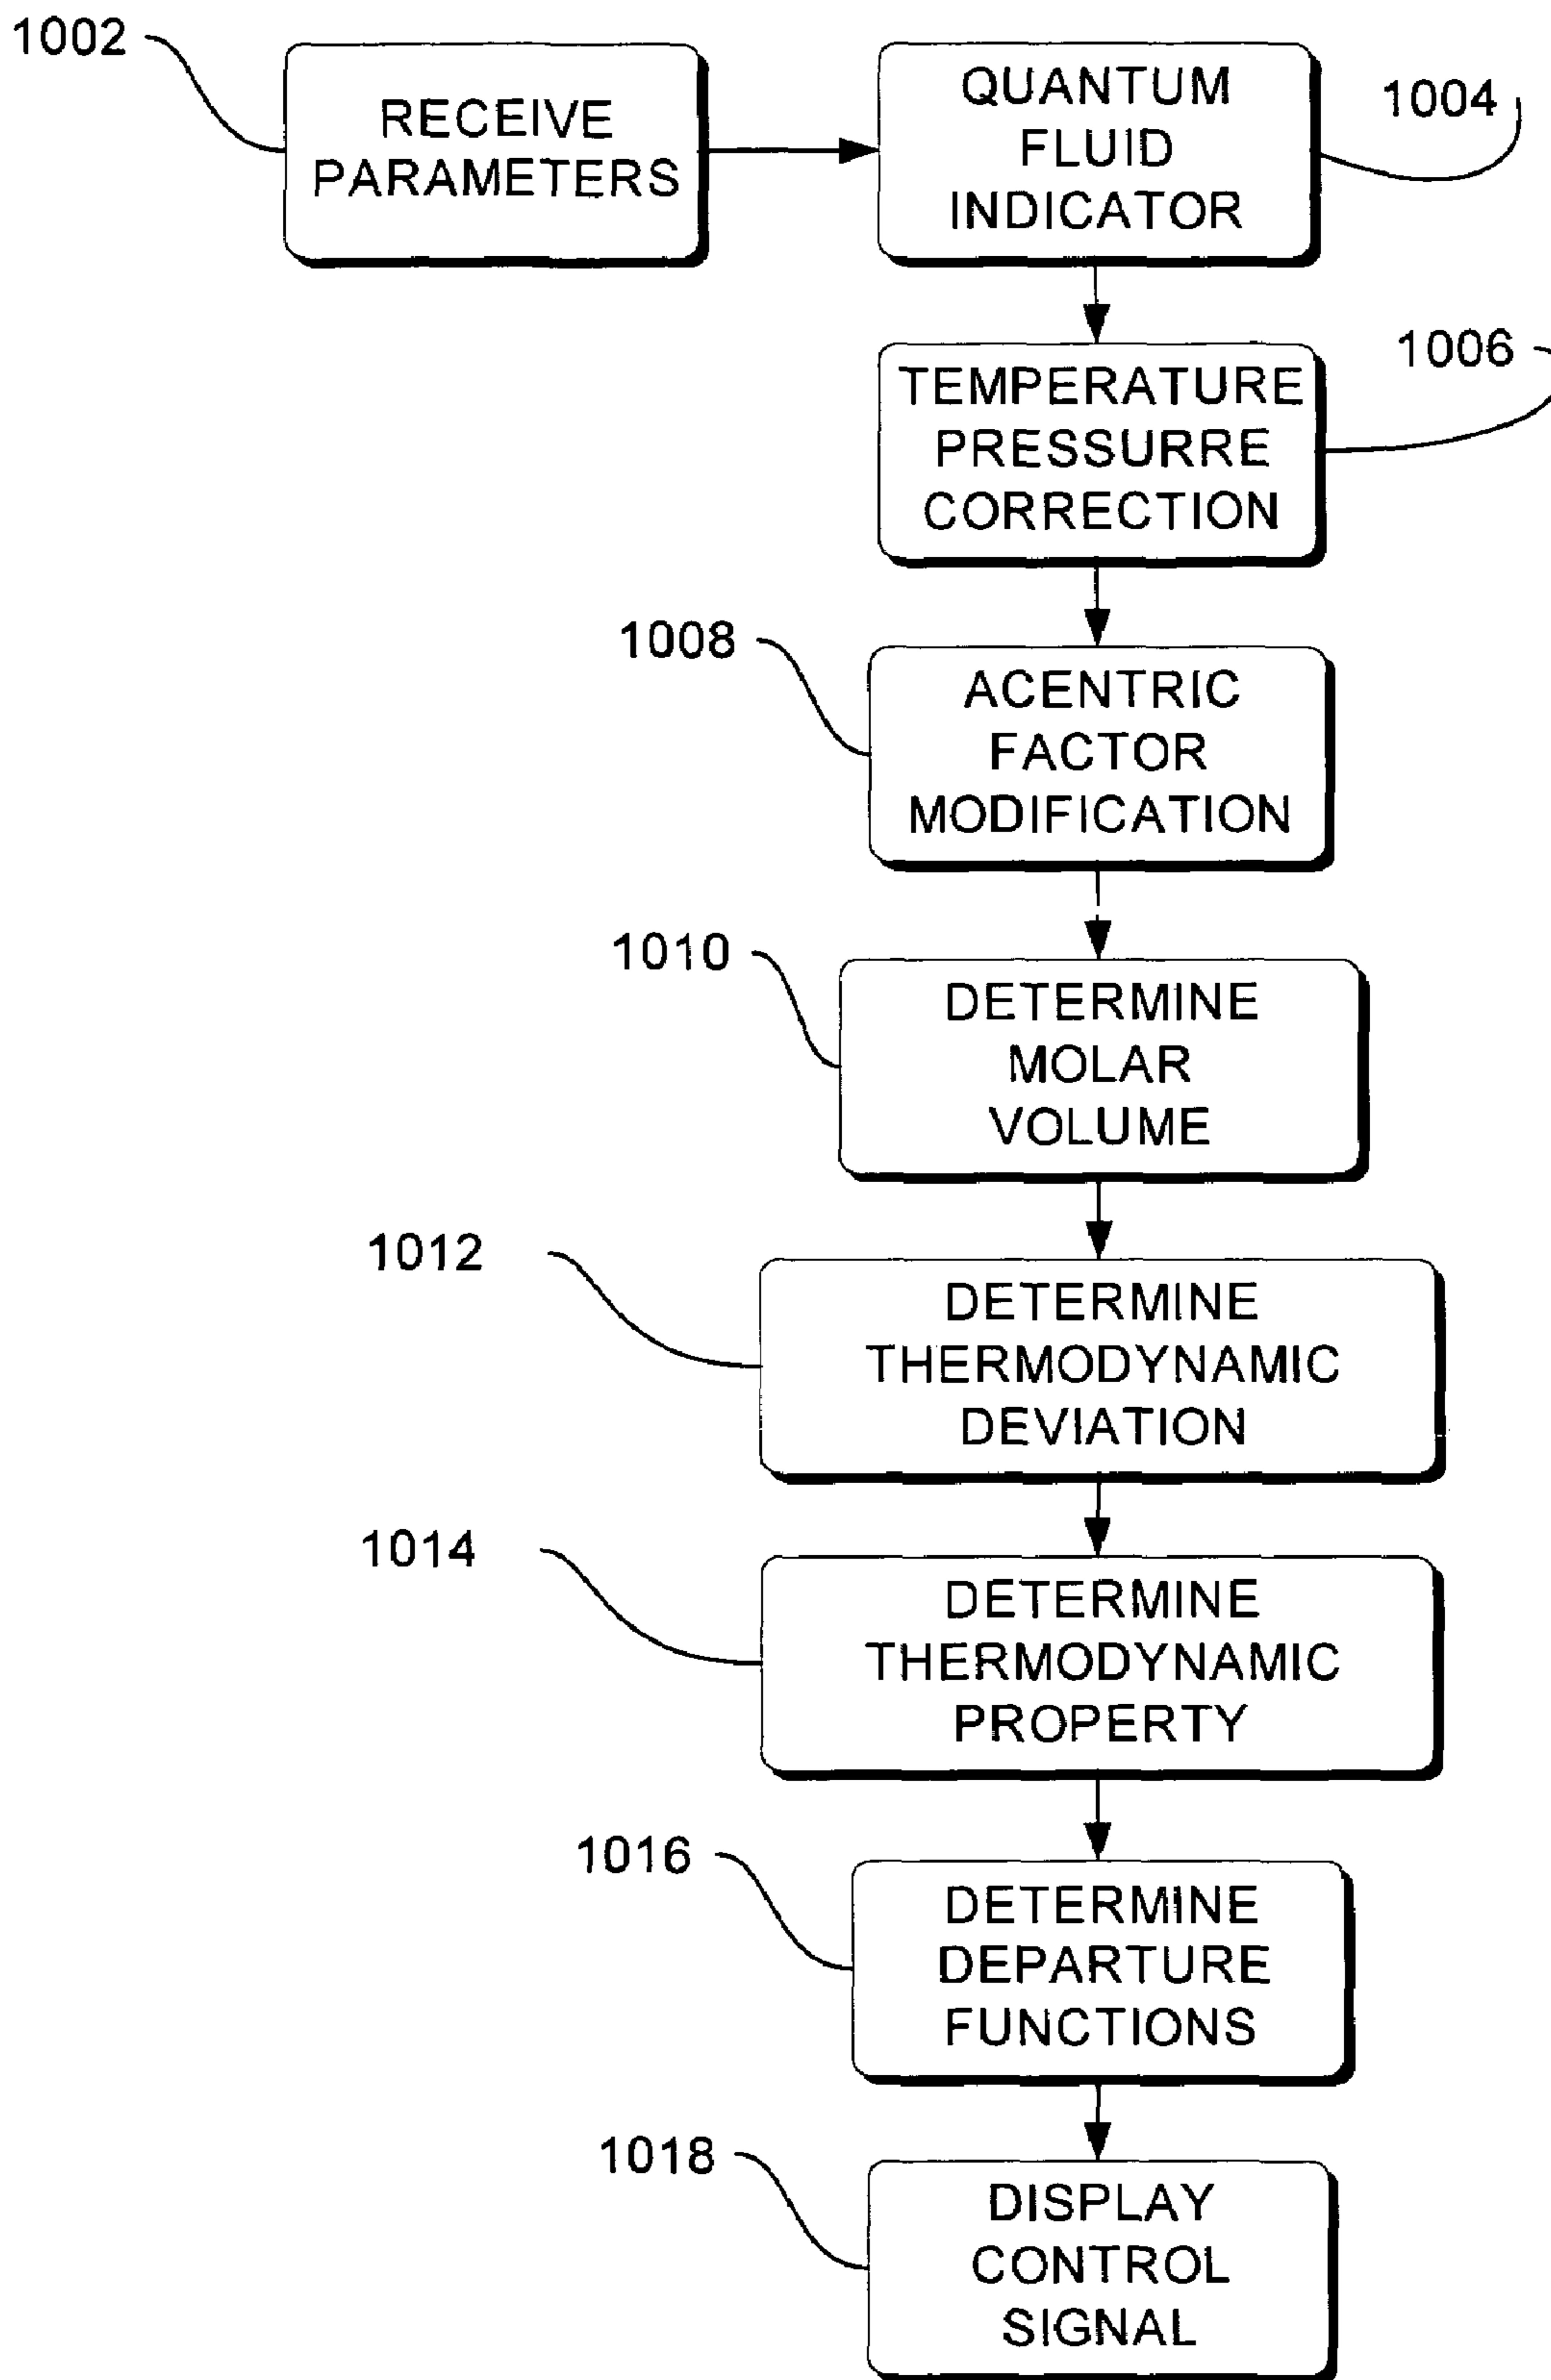 1002
RECEIVE
PARAMETERS
QUANTUM
FLUID
INDICATOR
1004
TEMPERATURE
PRESSURRE
CORRECTION
1006
1008
ACENTRIC
FACTOR
MODIFICATION
1010
DETERMINE
MOLAR
VOLUME
1012
DETERMINE
THERMODYNAMIC
DEVIATION
1014
DETERMINE
THERMODYNAMIC
PROPERTY
1016
DETERMINE
DEPARTURE
FUNCTIONS
1018
DISPLAY
CONTROL
SIGNAL